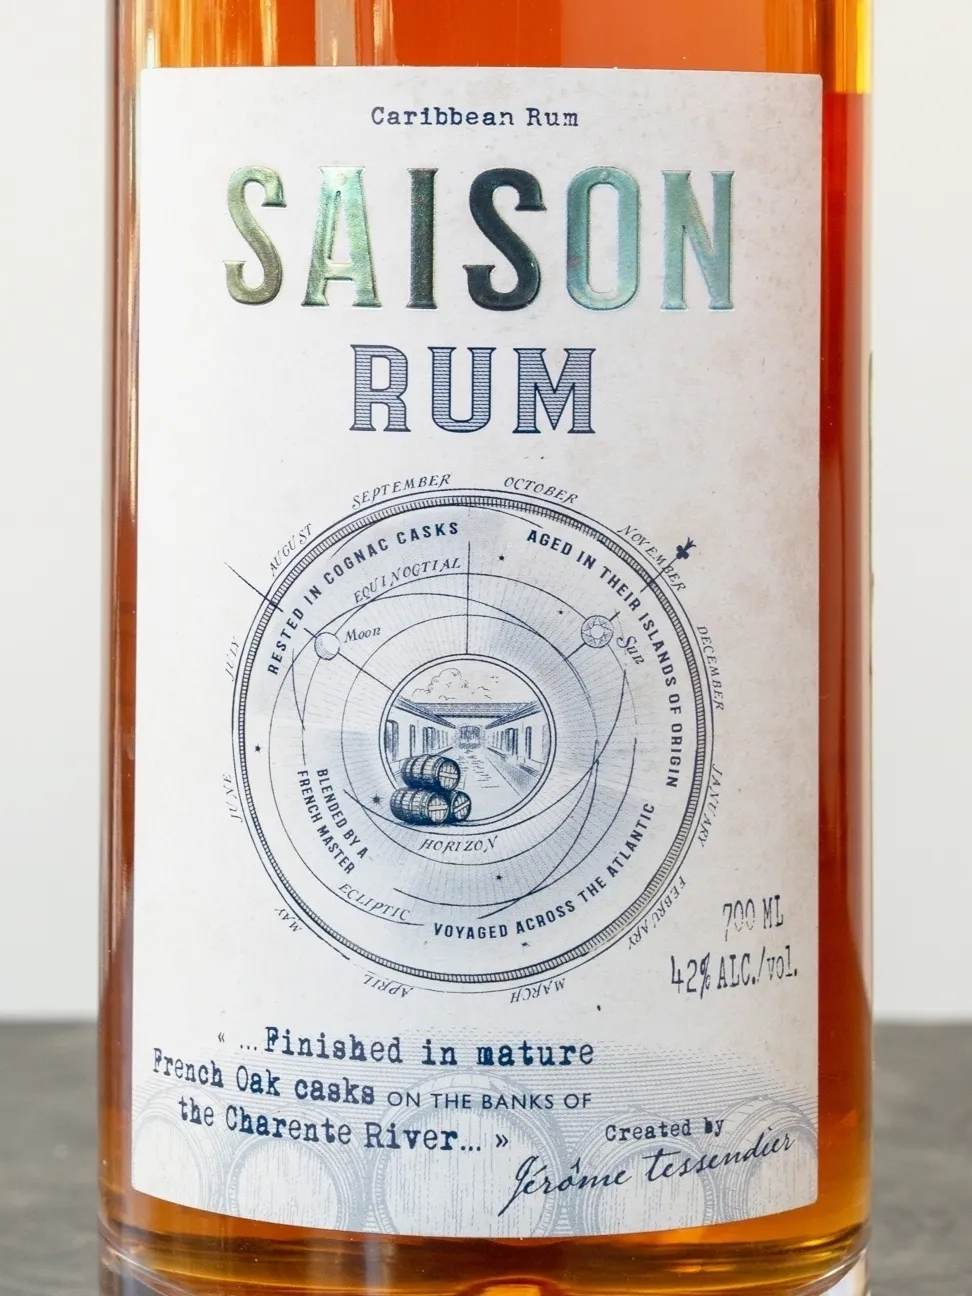 Caribbean Rum
SAISON
RUM
SEPTEMBER
OCTOBER
AUGUST
NOVEMBER
RESTED IN COGNAC CASKS
AGED IN THEIR ISLANDS OF ORIGIN
EQUINOCTIAL
Moon
Sun
JULY
DECEMBER
JUNE
JANUARY
BLENDED BY A
FRENCH MASTER
HORIZON
ECLIPTIC
VOYAGED ACROSS THE ATLANTIC
MAY
FEBRUARY
APRIL
MARCH
700 ML
42% ALC./vol.
« ...Finished in mature
French Oak casks ON THE BANKS OF
the Charente River... »
Created by
Jérôme Tessendier